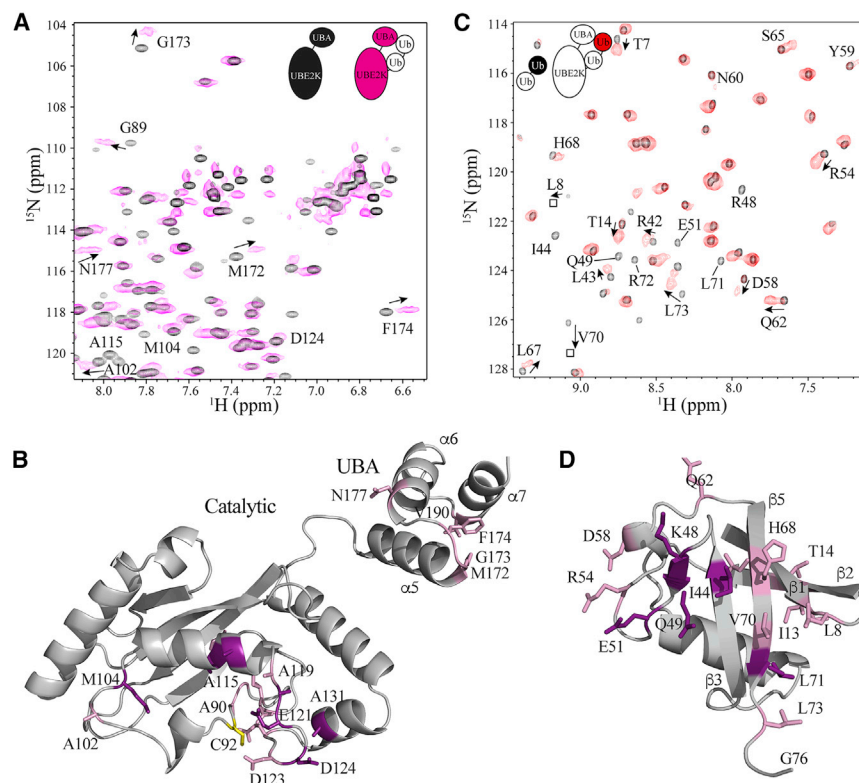 A
104
106
108
110
112
114
116
118
120
15N (ppm)
8.0 7.8 7.6 7.4 7.2 7.0 6.8 6.6
1H (ppm)
G173
G89
N177
M172
F174
A115
M104
D124
A102
UBA
UBE2K
UBA
Ub
Ub
UBE2K
C
114
116
118
120
122
124
126
128
15N (ppm)
9.0 8.5 8.0 7.5
1H (ppm)
UBA
Ub
Ub
Ub
UBE2K
Ub
T7
S65
Y59
N60
H68
R54
L8
R48
T14
R42
E51
I44
Q49
L43
R72
L71
D58
L73
Q62
V70
L67
B
Catalytic
UBA
α6
α7
α5
N177
V190
F174
G173
M172
M104
A115
A119
A90
E121
A131
A102
C92
D123
D124
D
Q62
β5
D58
K48
H68
T14
R54
I44
β1
β2
E51
Q49
V70
I13
L8
β3
L71
L73
G76